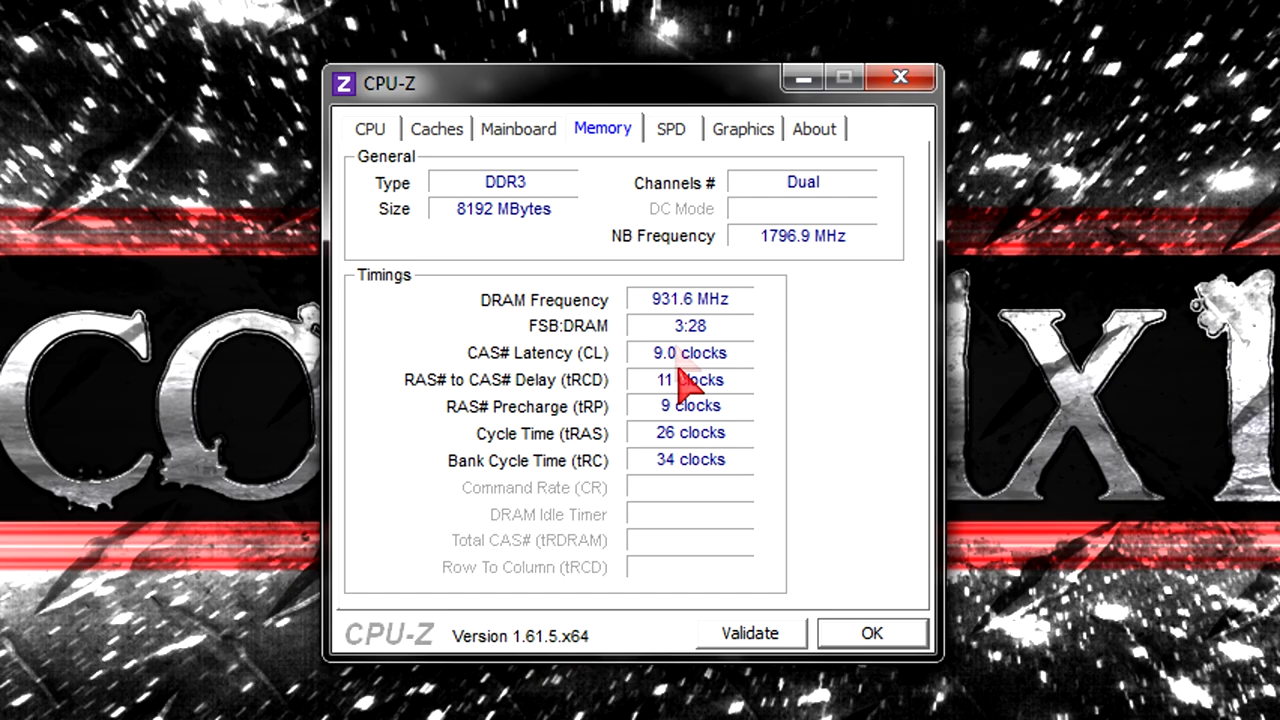 CPU-Z
CPU Caches Mainboard Memory SPD Graphics About
General
Type DDR3 Channels # Dual
Size 8192 MBytes DC Mode
NB Frequency 1796.9 MHz
Timings
DRAM Frequency 931.6 MHz
FSB:DRAM 3:28
CAS# Latency (CL) 9.0 clocks
RAS# to CAS# Delay (tRCD) 11 clocks
RAS# Precharge (tRP) 9 clocks
Cycle Time (tRAS) 26 clocks
Bank Cycle Time (tRC) 34 clocks
Command Rate (CR)
DRAM Idle Timer
Total CAS# (tRDRAM)
Row To Column (tRCD)
CPU-Z Version 1.61.5.x64 Validate OK